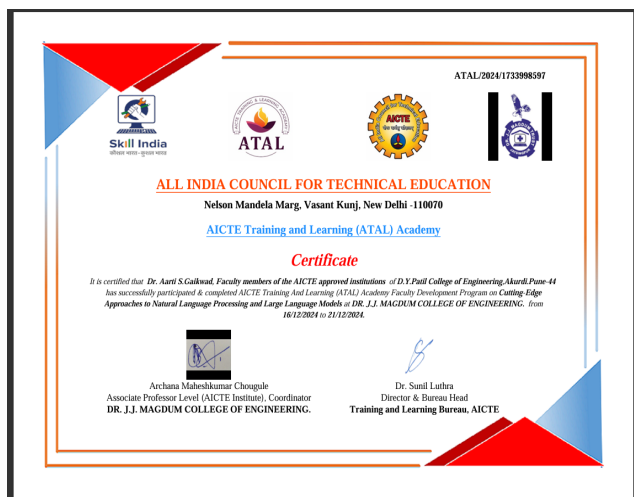 ATAL/2024/1733998597
Skill India
कौशल भारत-कुशल भारत
AICTE TRAINING & LEARNING ACADEMY
ATAL
AICTE
ALL INDIA COUNCIL FOR TECHNICAL EDUCATION
Nelson Mandela Marg, Vasant Kunj, New Delhi -110070
AICTE Training and Learning (ATAL) Academy
Certificate
It is certified that Dr. Aarti S.Gaikwad, Faculty members of the AICTE approved institutions of D.Y.Patil College of Engineering.Akurdi.Pune-44
has successfully participated & completed AICTE Training And Learning (ATAL) Academy Faculty Development Program on Cutting-Edge
Approaches to Natural Language Processing and Large Language Models at DR. J.J. MAGDUM COLLEGE OF ENGINEERING. from
16/12/2024 to 21/12/2024.
Archana Maheshkumar Chougule
Associate Professor Level (AICTE Institute), Coordinator
DR. J.J. MAGDUM COLLEGE OF ENGINEERING.
Dr. Sunil Luthra
Director & Bureau Head
Training and Learning Bureau, AICTE